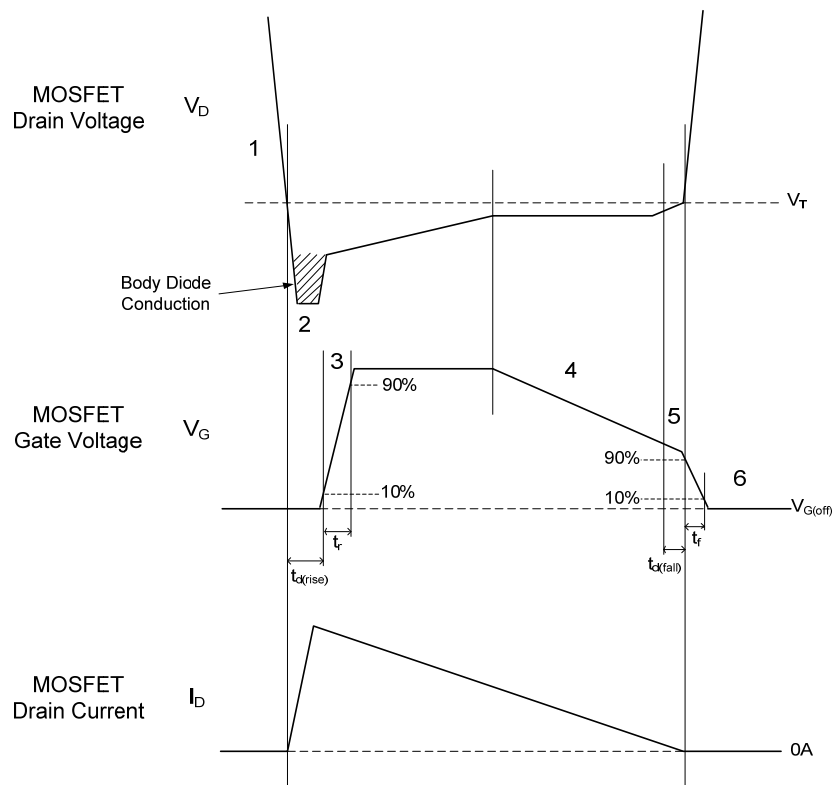 MOSFET
Drain Voltage
V_D
1
V_T
Body Diode
Conduction
2
3
4
90%
MOSFET
Gate Voltage
V_G
5
90%
10%
10%
6
V_G(off)
t_r
t_f
t_d(rise)
t_d(fall)
MOSFET
Drain Current
I_D
0A